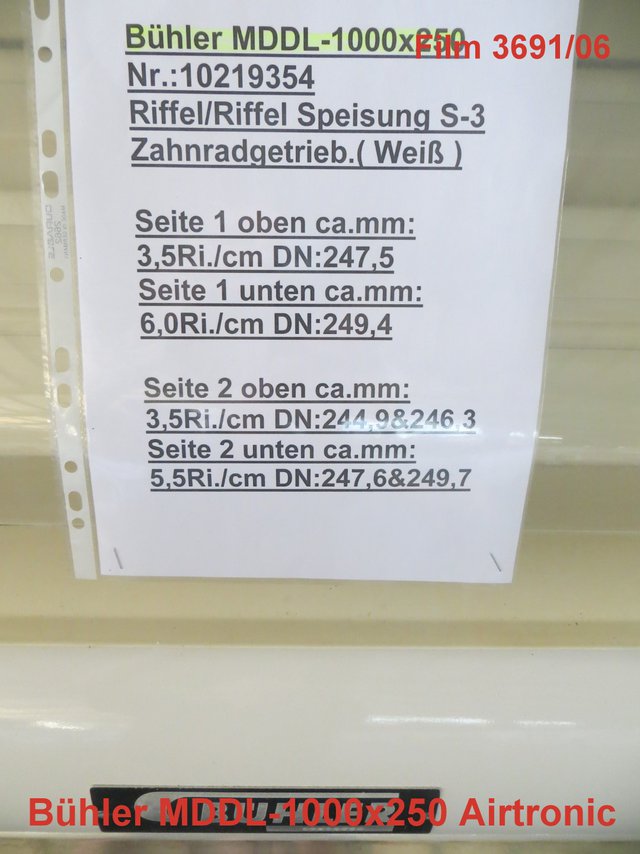 Bühler MDDL-1000x250
Film 3691/06
Nr.:10219354
Riffel/Riffel Speisung S-3
Zahnradgetrieb.( Weiß )
Seite 1 oben ca.mm:
3,5Ri./cm DN:247,5
Seite 1 unten ca.mm:
6,0Ri./cm DN:249,4
Seite 2 oben ca.mm:
3,5Ri./cm DN:244,9&246,3
Seite 2 unten ca.mm:
5,5Ri./cm DN:247,6&249,7
BUHLER
Bühler MDDL-1000x250 Airtronic